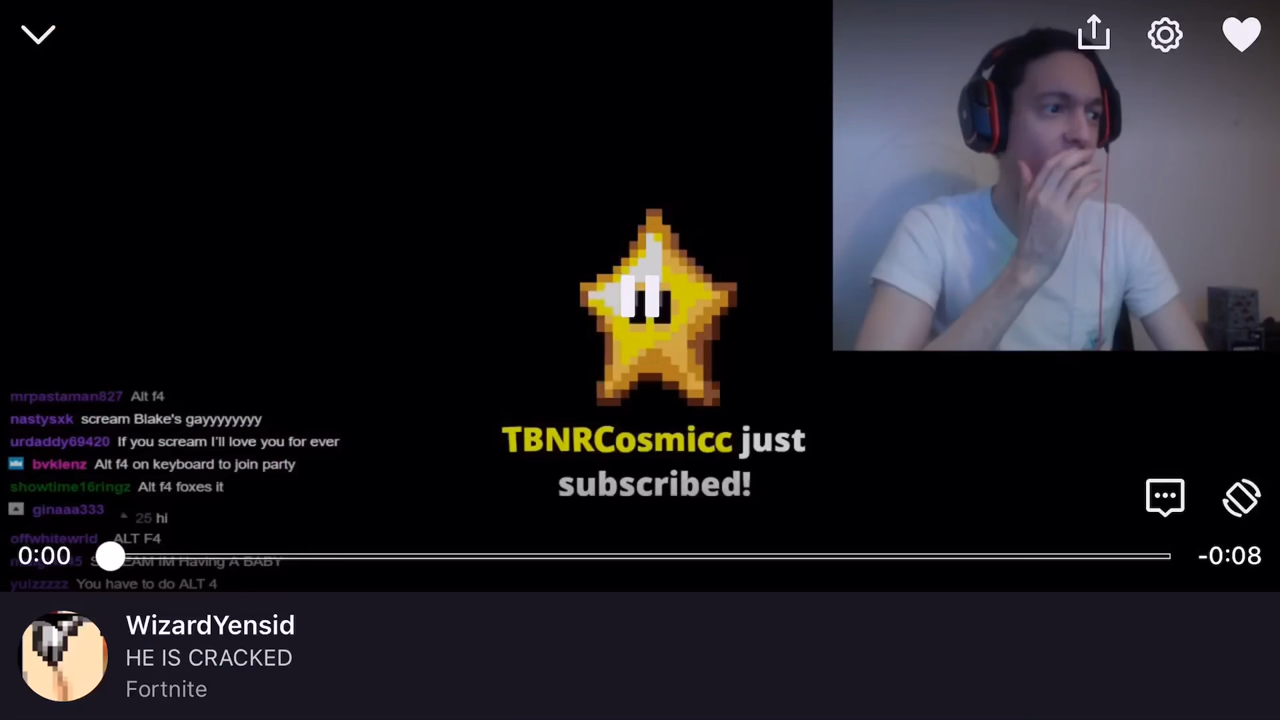 mrpastaman827 Alt f4
nastysxk scream Blake's gayyyyyyyy
urdaddy69420 If you scream I'll love you for ever
bvklenz Alt f4 on keyboard to join party
showtime16ringz Alt f4 foxes it
ginaaa333 25 hi
offwhitewrld ALT F4
IM Having A BABY
yuizzzzz You have to do ALT 4
TBNRCosmicc just
subscribed!
0:00
-0:08
WizardYensid
HE IS CRACKED
Fortnite